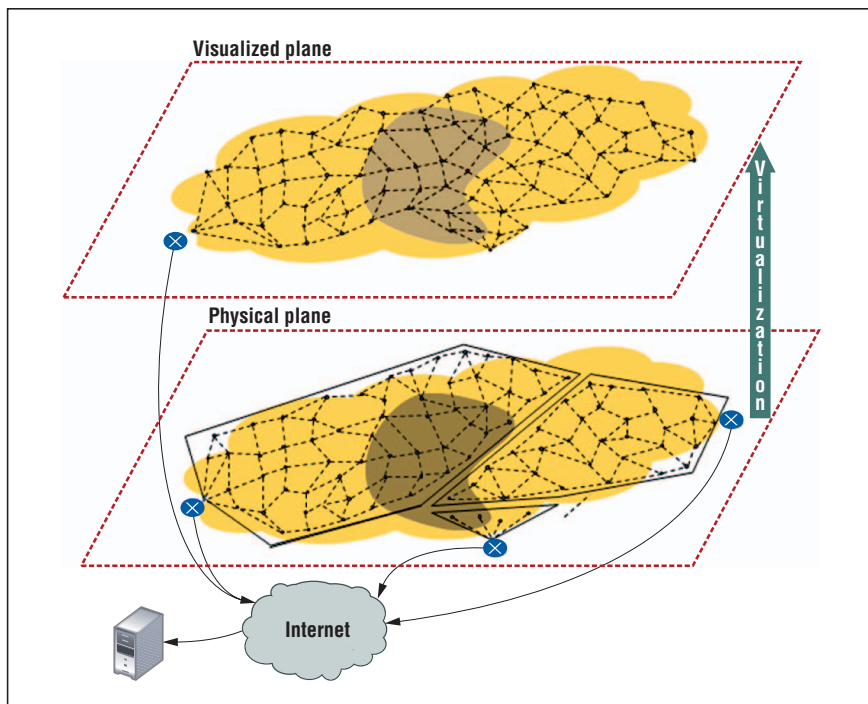 Visualized plane
Virtualization
Physical plane
Internet